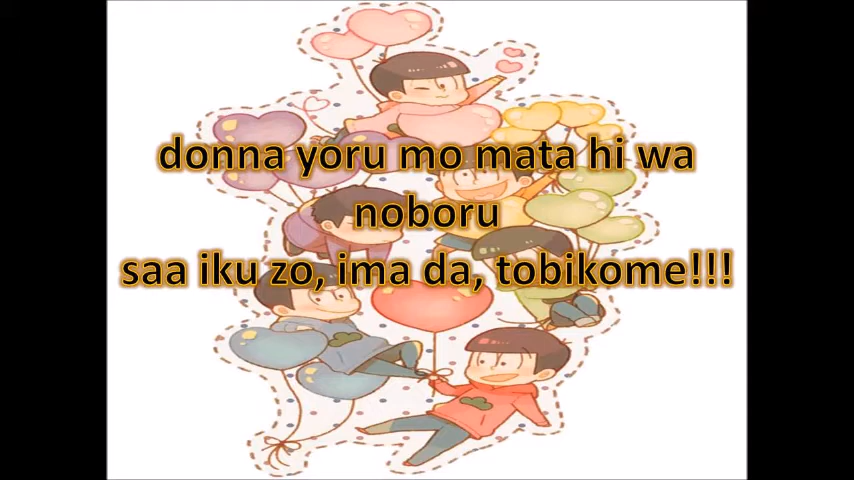 donna yoru mo mata hi wa
noboru
saa iku zo, ima da, tobikome!!!